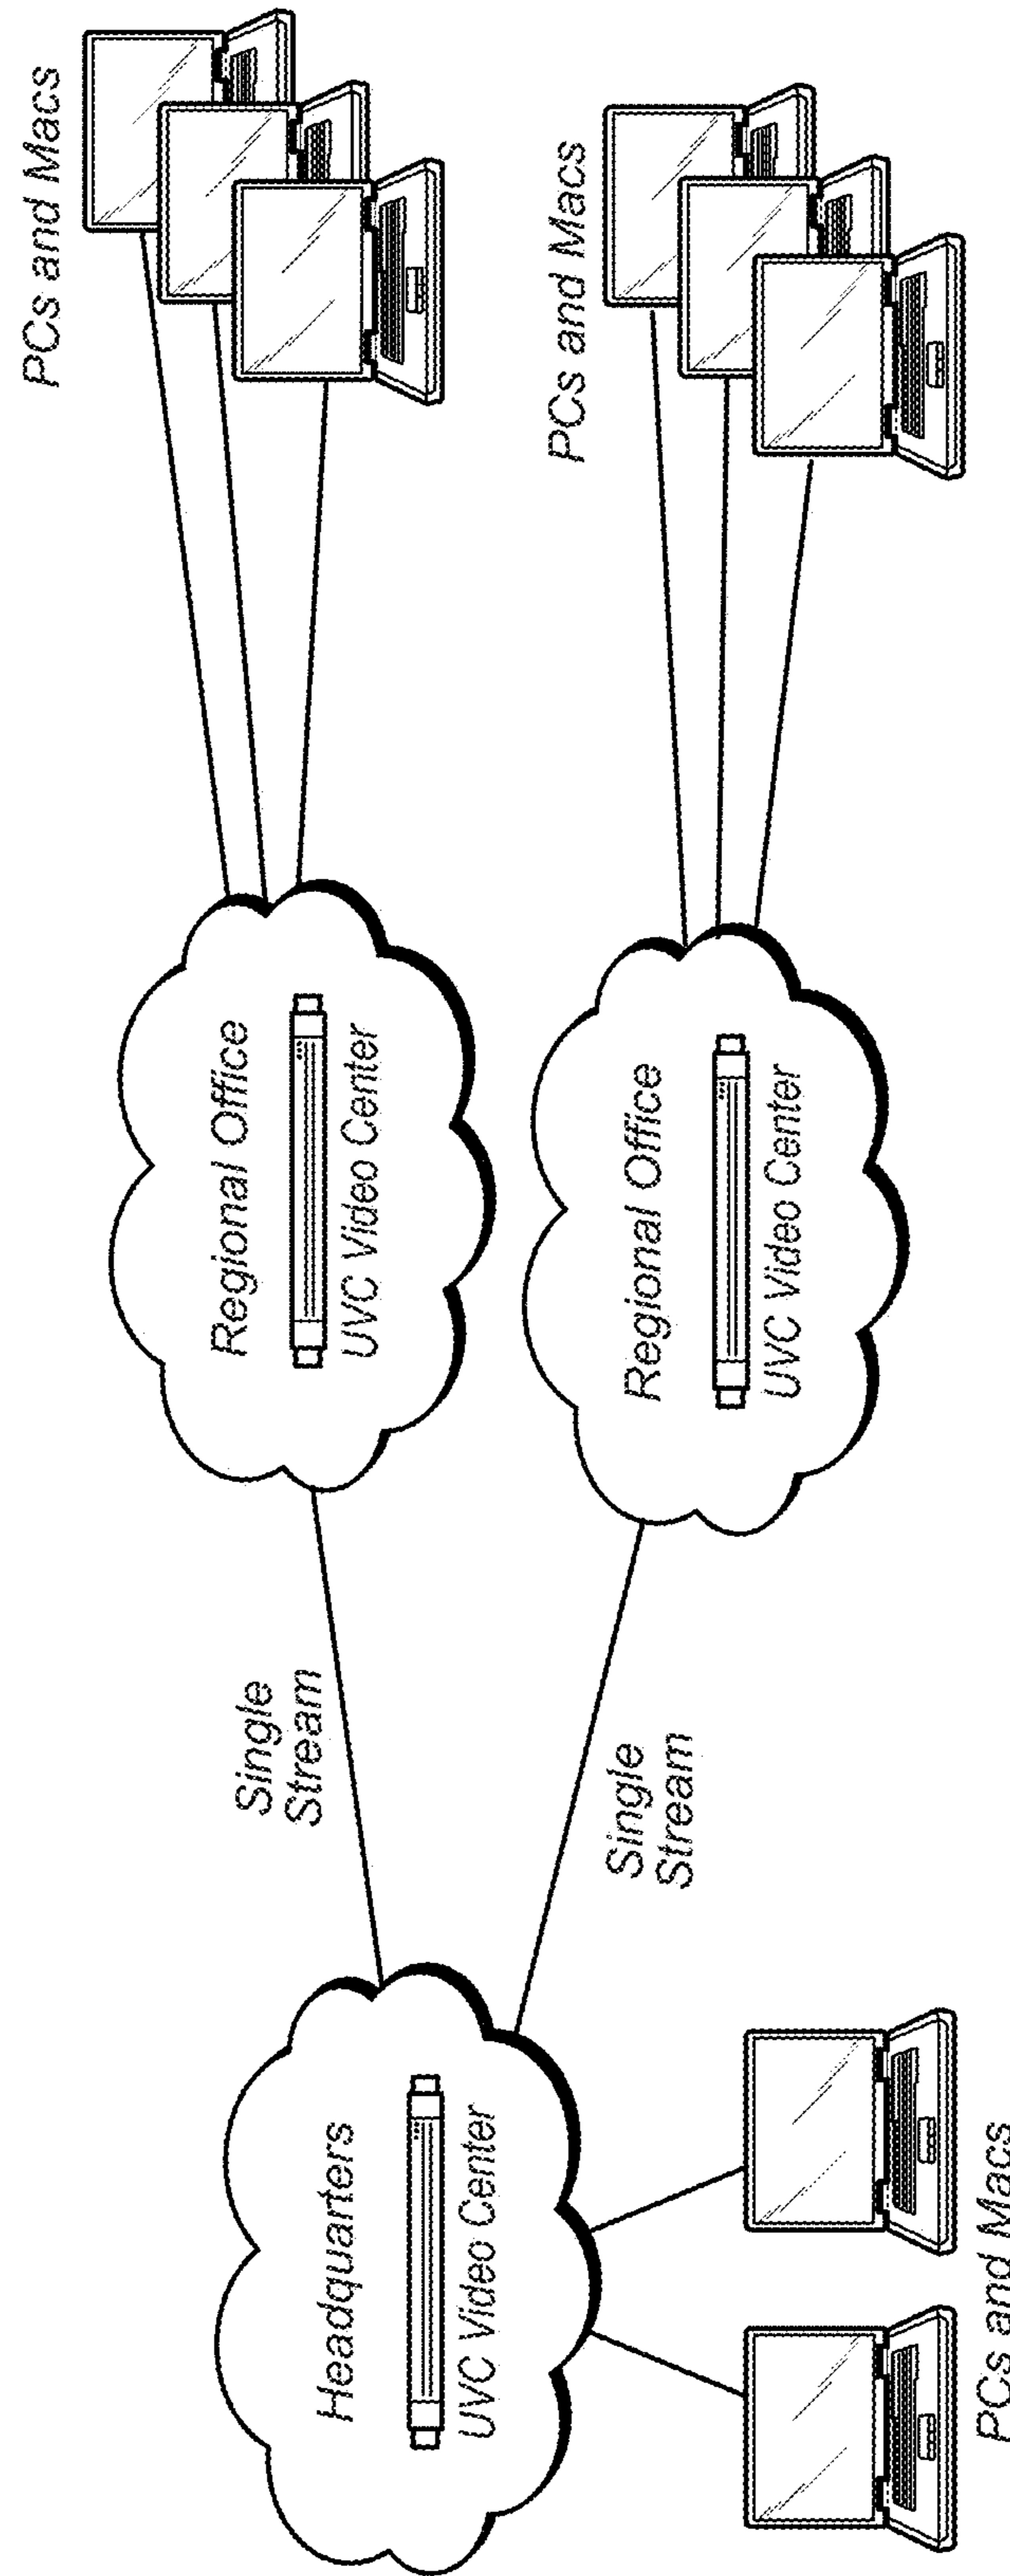 Headquarters
UVC Video Center
PCs and Macs
Single
Stream
Single
Stream
Regional Office
UVC Video Center
Regional Office
UVC Video Center
PCs and Macs
PCs and Macs